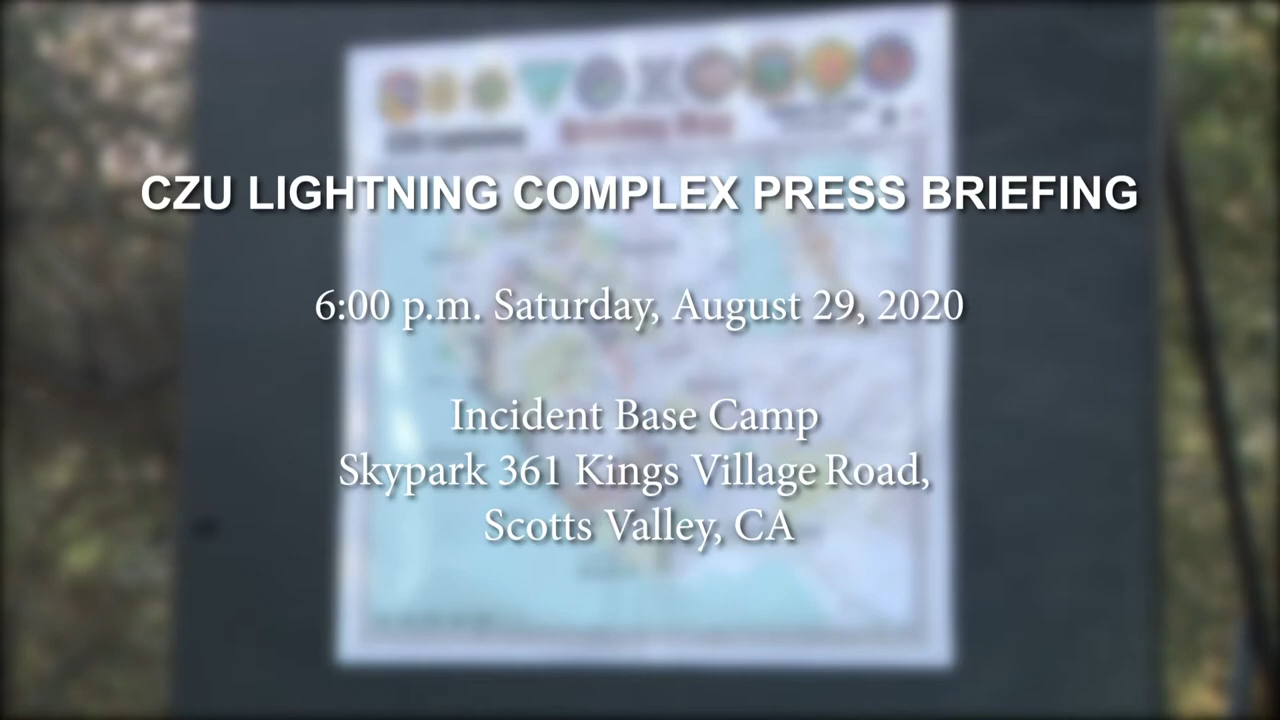 CZU LIGHTNING COMPLEX PRESS BRIEFING
6:00 p.m. Saturday, August 29, 2020
Incident Base Camp
Skypark 361 Kings Village Road,
Scotts Valley, CA